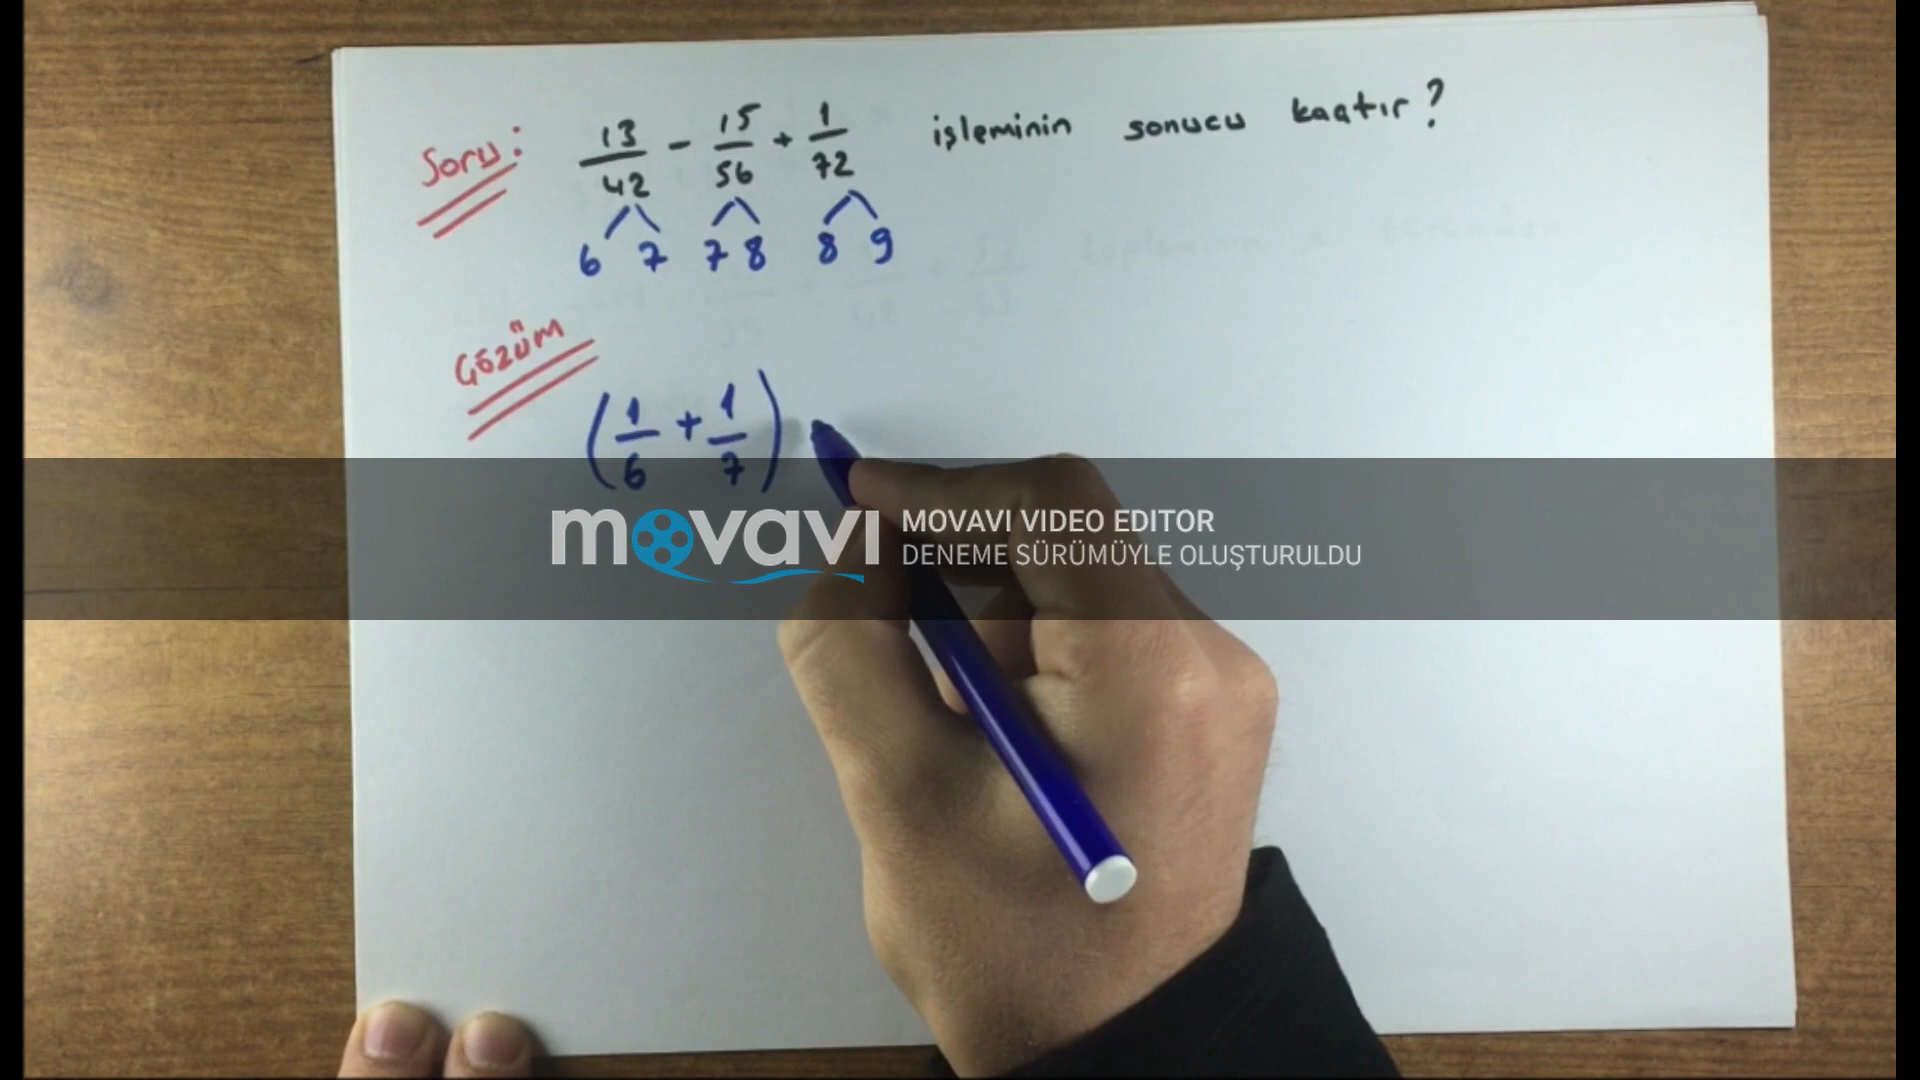 Soru: 13/42 - 15/56 + 1/72 işleminin sonucu kaçtır?
6 7 7 8 8 9
Çözüm
(1/6 + 1/7)
movavi MOVAVI VIDEO EDITOR
DENEME SÜRÜMÜYLE OLUŞTURULDU